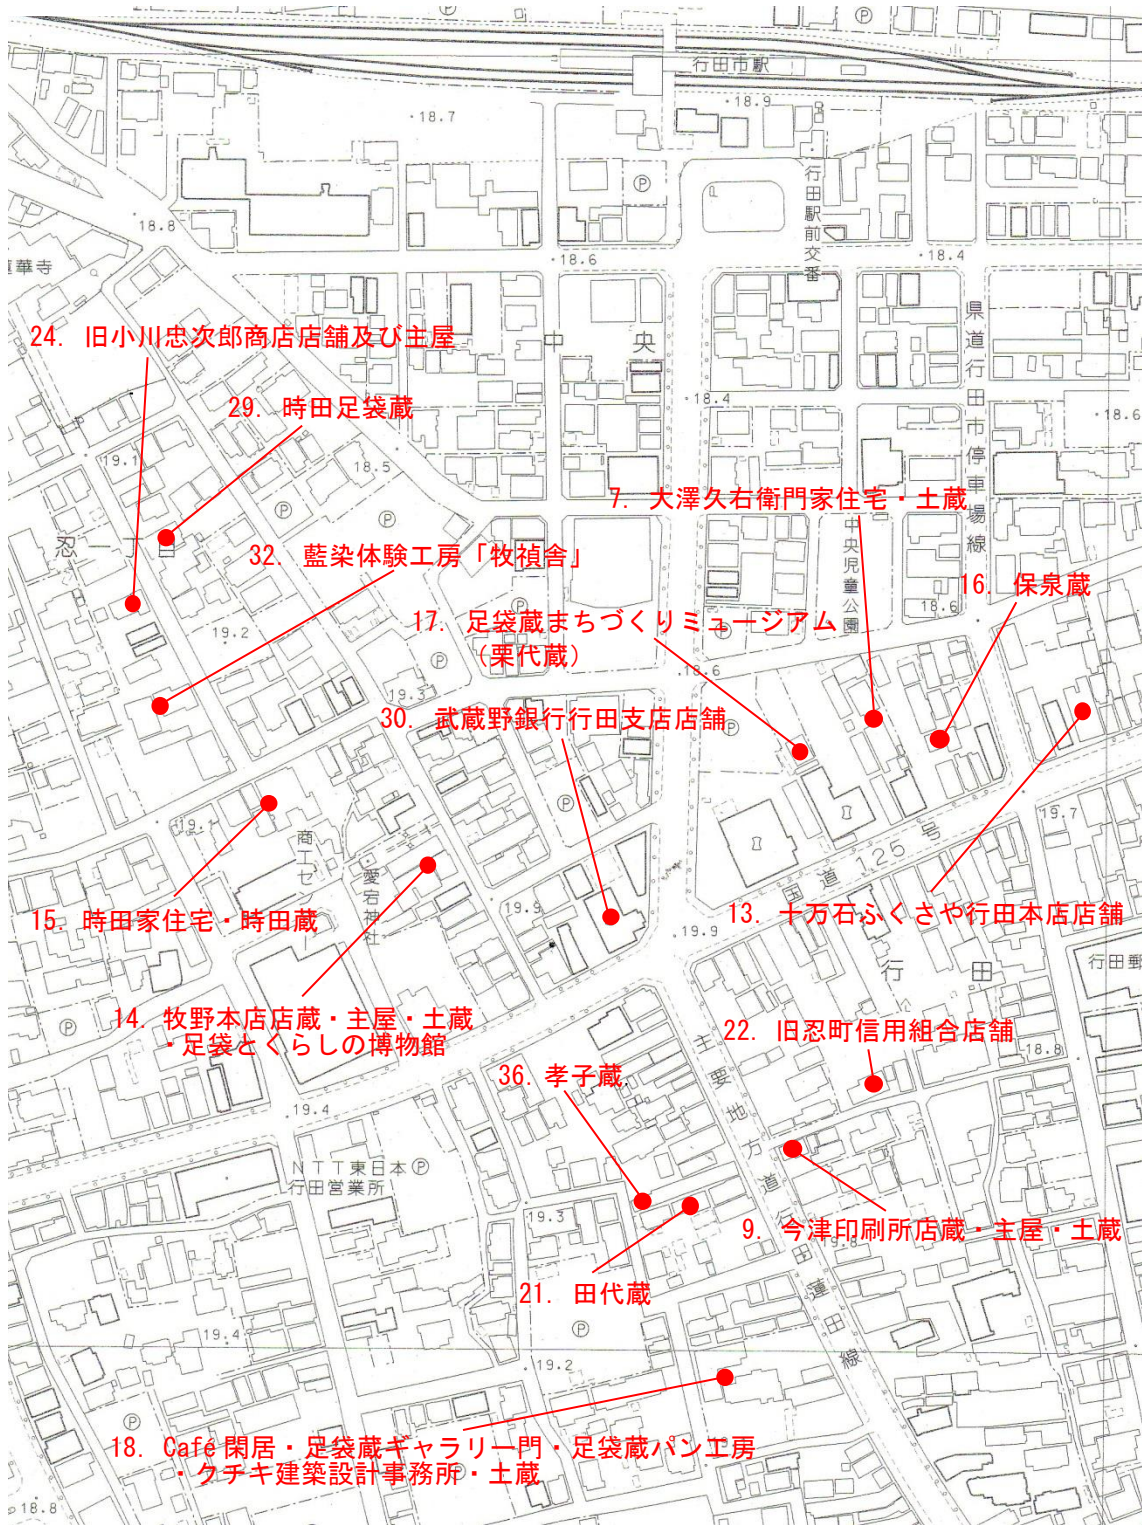 Ⓟ
Ⓟ
行田市駅
・18.9
・18.7
行田駅前交番
Ⓟ
・18.8
華寺
・18.6
・18.4
県道行田市停車場線
24. 旧小川忠次郎商店店舗及び主屋
中央
29. 時田足袋蔵
・18.4
・18.6
19.1
18.5
7. 大澤久右衛門家住宅・土蔵
Ⓟ
Ⓟ
中央児童公園
忍一丁目
32. 藍染体験工房「牧禎舎」
16. 保泉蔵
Ⓟ
18.6
17. 足袋蔵まちづくりミュージアム
（栗代蔵）
19.2
Ⓟ
Ⓟ
・18.6
19.3
30. 武蔵野銀行行田支店店舗
Ⓟ
Ⓟ
19.1
19.7
商工センター
愛宕神社
国道125号
15. 時田家住宅・時田蔵
19.9
13. 十万石ふくさや行田本店店舗
・19.9
行田
行田郵
14. 牧野本店店蔵・主屋・土蔵
・足袋とくらしの博物館
Ⓟ
22. 旧忍町信用組合店舗
18.8
主要地方道行田蓮田線
36. 孝子蔵
・19.4
NTT東日本
行田営業所
Ⓟ
・19.3
9. 今津印刷所店蔵・主屋・土蔵
19.8
21. 田代蔵
19.4
Ⓟ
・19.2
Ⓟ
18. Café閑居・足袋蔵ギャラリー門・足袋蔵パン工房
・クチキ建築設計事務所・土蔵
Ⓟ
・18.8